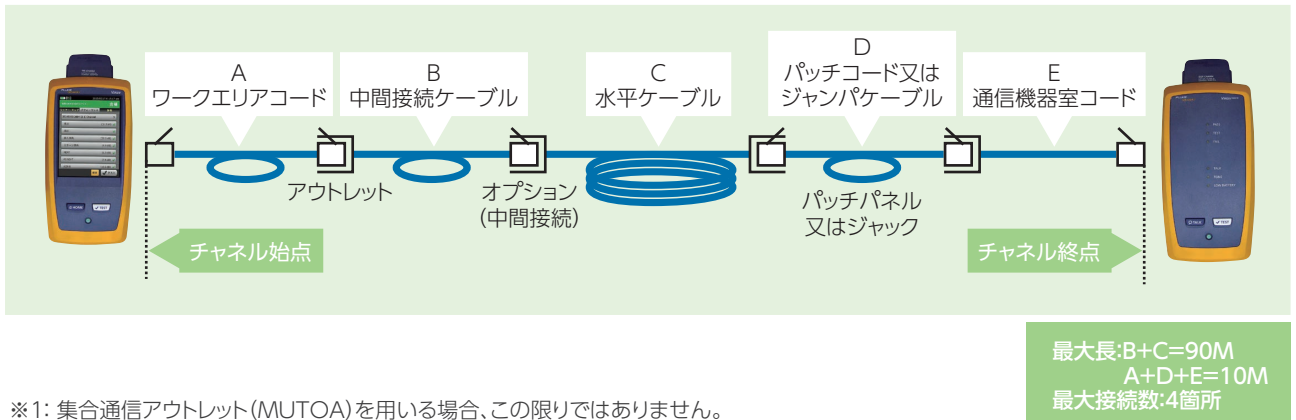 A
ワークエリアコード
B
中間接続ケーブル
C
水平ケーブル
D
パッチコード又は
ジャンパケーブル
E
通信機器室コード
アウトレット
オプション
(中間接続)
パッチパネル
又はジャック
チャネル始点
チャネル終点
最大長:B+C=90M
A+D+E=10M
最大接続数:4箇所
※1: 集合通信アウトレット(MUTOA)を用いる場合、この限りではありません。